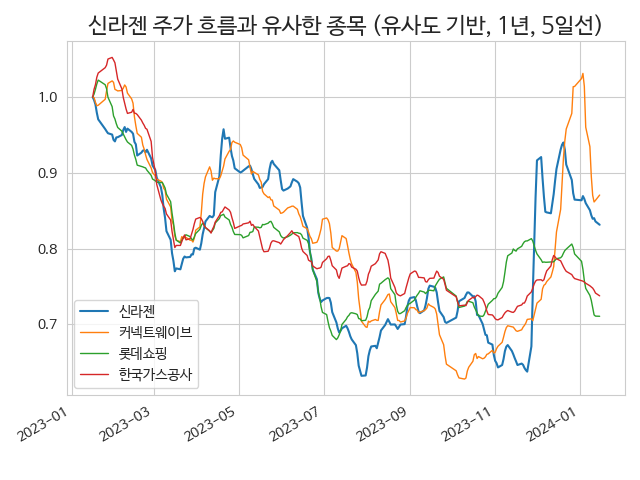 신라젠 주가 흐름과 유사한 종목 (유사도 기반, 1년, 5일선)
1.0
0.9
0.8
0.7
신라젠
커넥트웨이브
롯데쇼핑
한국가스공사
2023-01
2023-03
2023-05
2023-07
2023-09
2023-11
2024-01